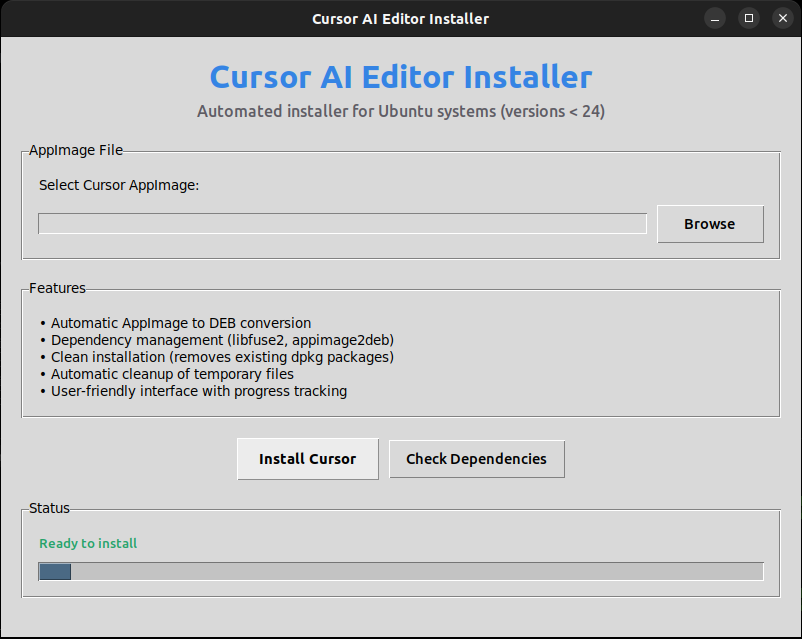 Cursor AI Editor Installer
Cursor AI Editor Installer
Automated installer for Ubuntu systems (versions < 24)
AppImage File
Select Cursor AppImage:
Browse
Features
• Automatic AppImage to DEB conversion
• Dependency management (libfuse2, appimage2deb)
• Clean installation (removes existing dpkg packages)
• Automatic cleanup of temporary files
• User-friendly interface with progress tracking
Install Cursor
Check Dependencies
Status
Ready to install